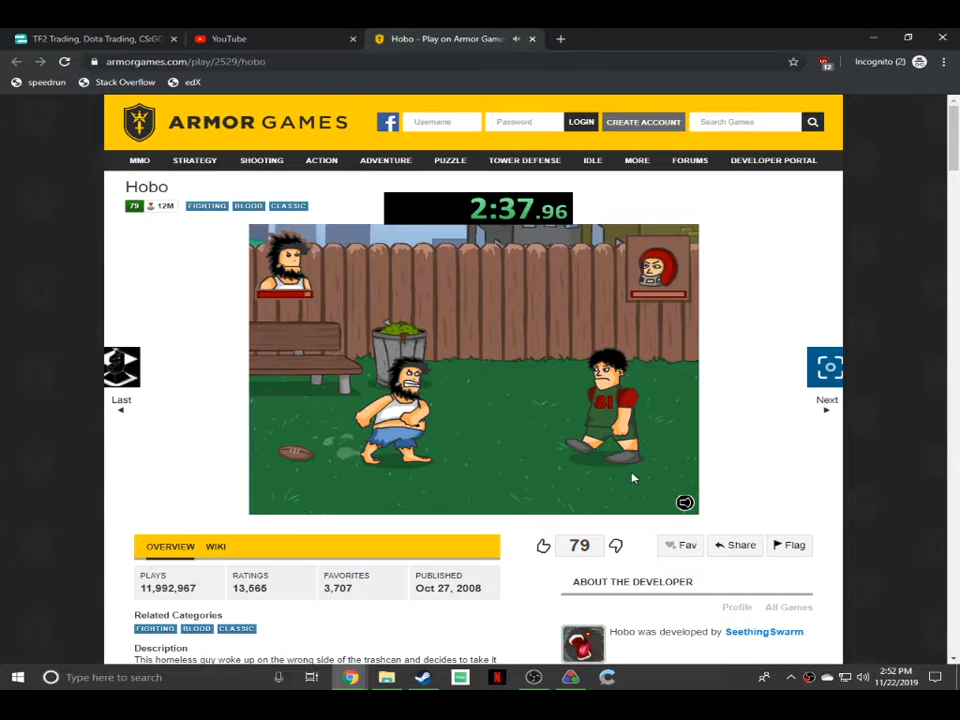 TF2 Trading, Dota Trading, CS:GO
YouTube
Hobo - Play on Armor Game
armorgames.com/play/2529/hobo
12
Incognito (2)
speedrun
Stack Overflow
edX
ARMOR GAMES
Username
Password
LOGIN
CREATE ACCOUNT
Search Games
MMO
STRATEGY
SHOOTING
ACTION
ADVENTURE
PUZZLE
TOWER DEFENSE
IDLE
MORE
FORUMS
DEVELOPER PORTAL
Hobo
79
12M
FIGHTING
BLOOD
CLASSIC
2:37.96
81
Last
Next
OVERVIEW
WIKI
79
Fav
Share
Flag
PLAYS
11,992,967
RATINGS
13,565
FAVORITES
3,707
PUBLISHED
Oct 27, 2008
ABOUT THE DEVELOPER
Profile
All Games
Related Categories
FIGHTING
BLOOD
CLASSIC
Hobo was developed by SeethingSwarm.
Description
This homeless guy woke up on the wrong side of the trashcan and decides to take it
Type here to search
2:52 PM
11/22/2019